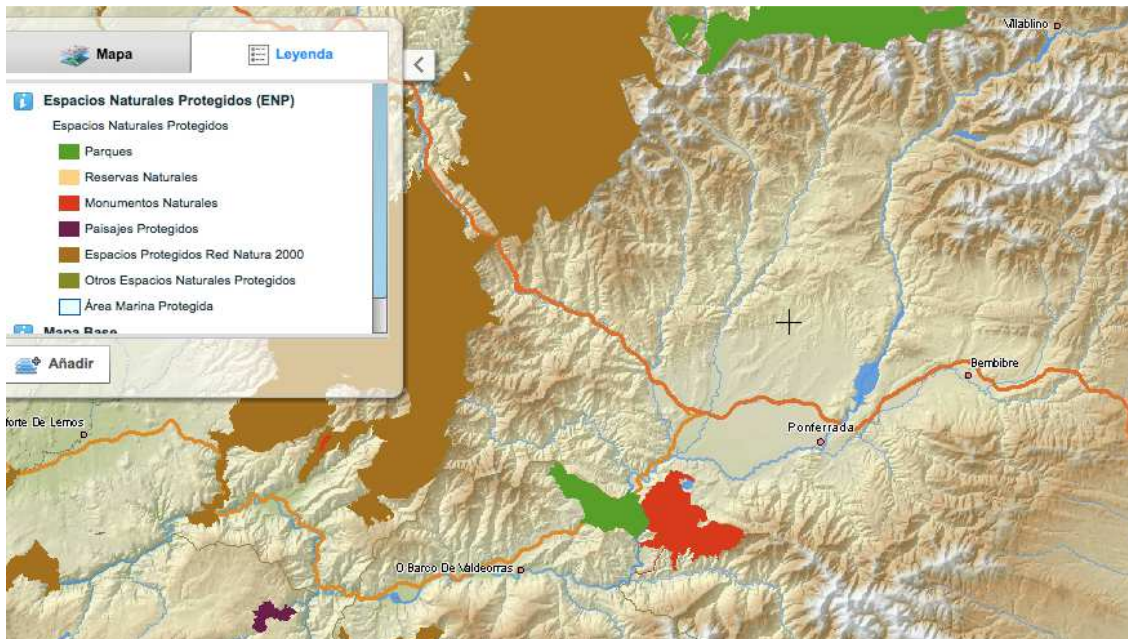 Mapa
Leyenda
Espacios Naturales Protegidos (ENP)
Espacios Naturales Protegidos
Parques
Reservas Naturales
Monumentos Naturales
Paisajes Protegidos
Espacios Protegidos Red Natura 2000
Otros Espacios Naturales Protegidos
Área Marina Protegida
Mapa Base
Añadir
Villablino
Bembibre
forte De Lemos
Ponferrada
O Barco De Valdeorras